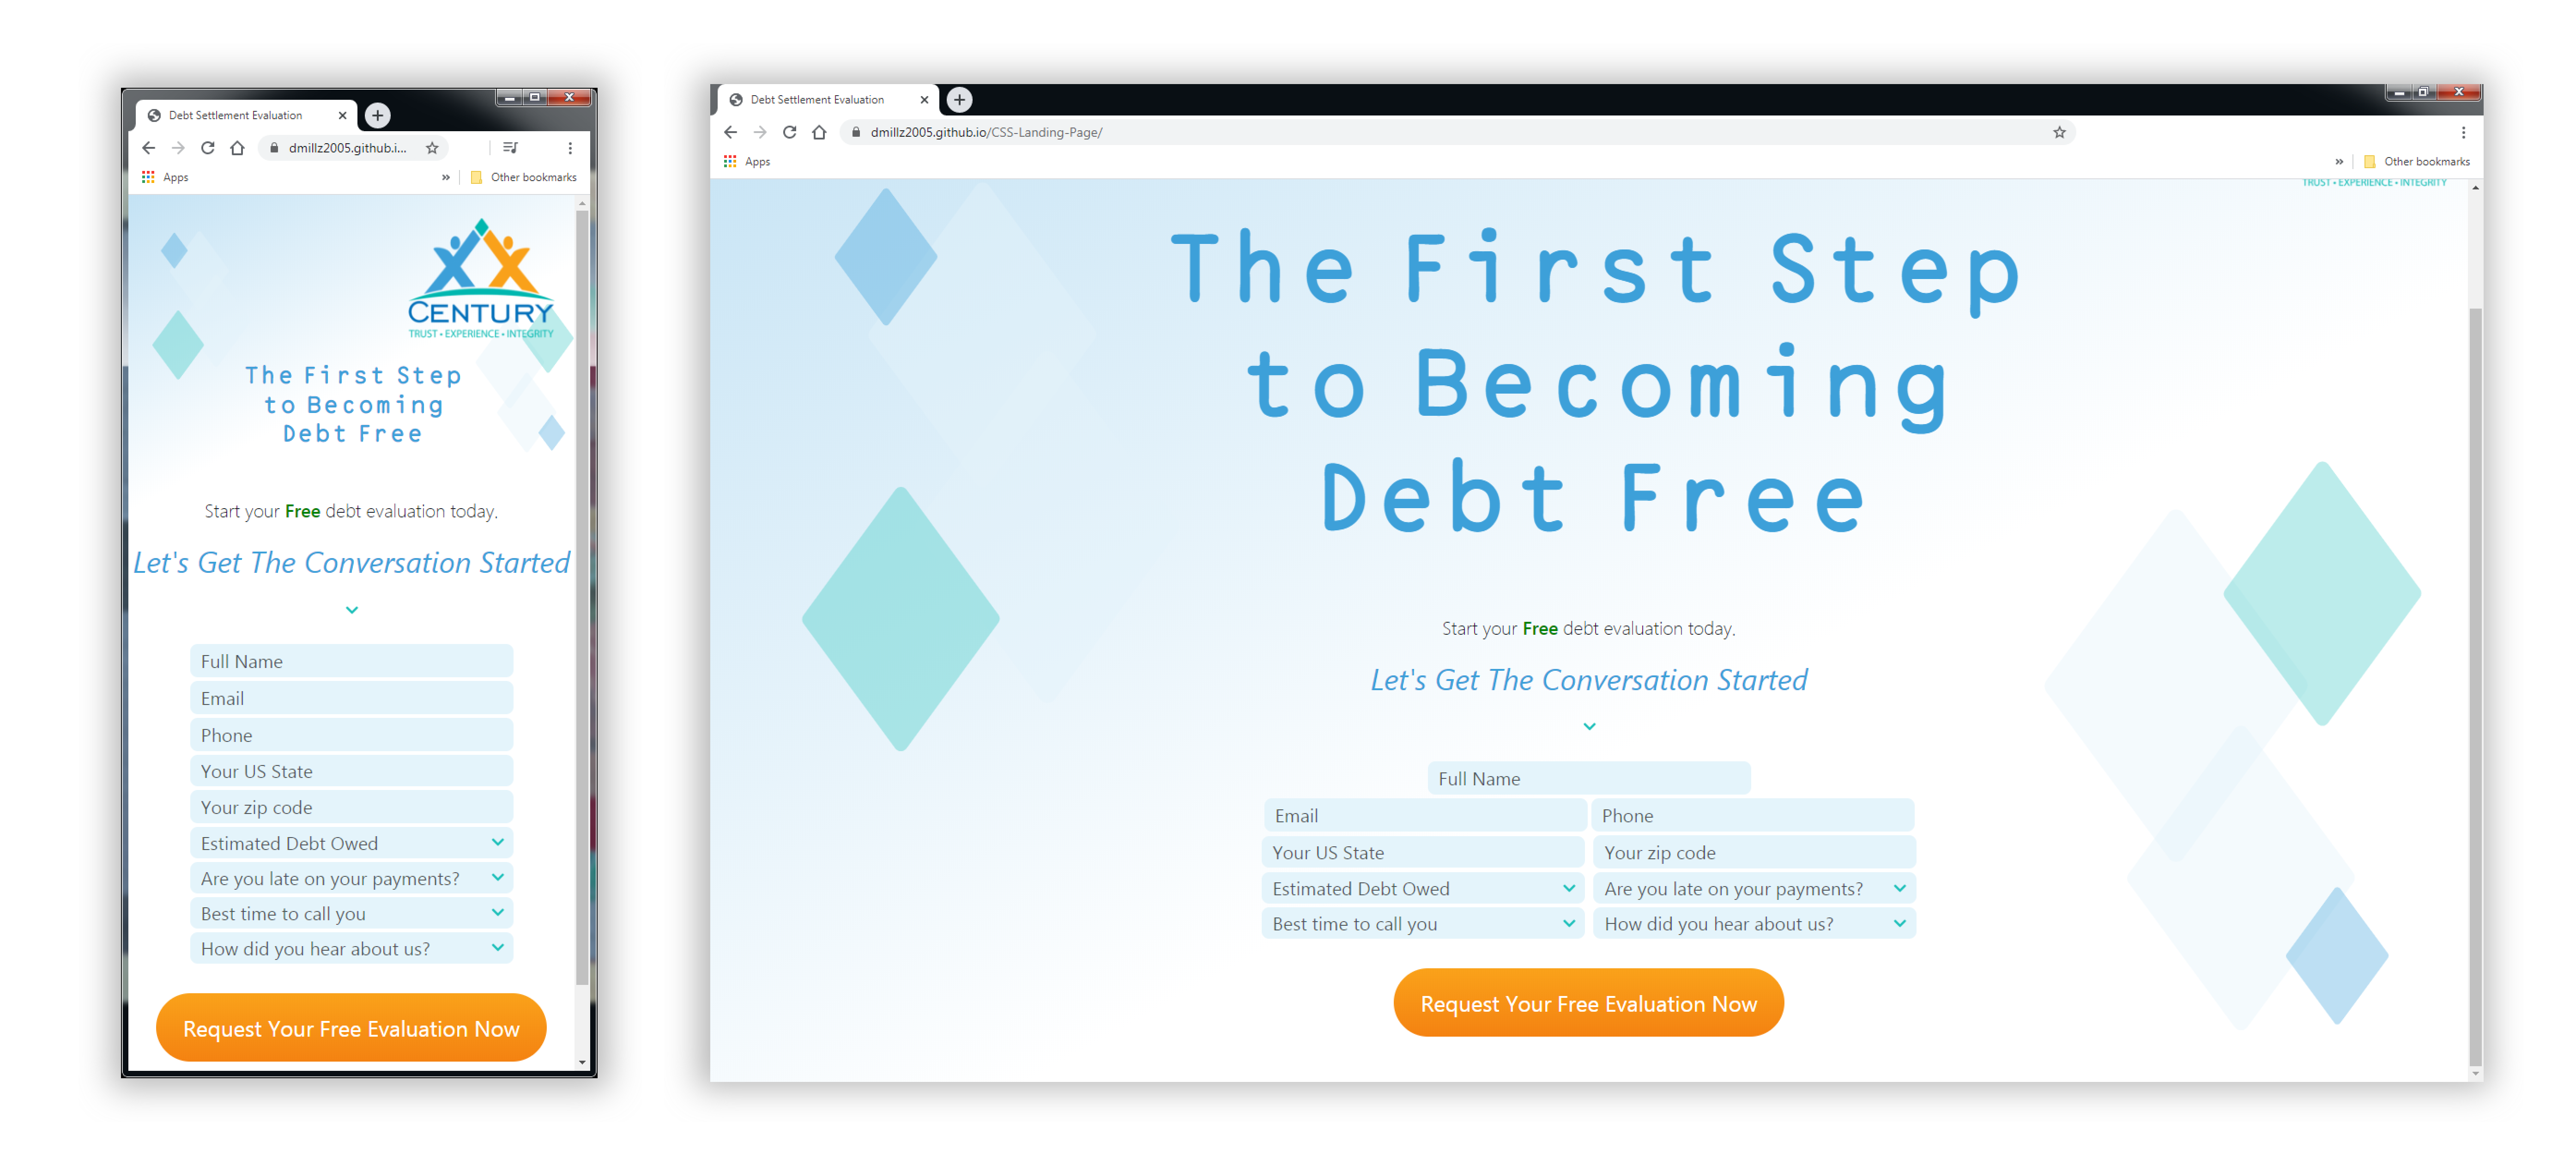 Debt Settlement Evaluation
dmillz2005.github.i...
Apps
» Other bookmarks
CENTURY
TRUST • EXPERIENCE • INTEGRITY
The First Step
to Becoming
Debt Free
Start your Free debt evaluation today.
Let's Get The Conversation Started
Full Name
Email
Phone
Your US State
Your zip code
Estimated Debt Owed
Are you late on your payments?
Best time to call you
How did you hear about us?
Request Your Free Evaluation Now
Debt Settlement Evaluation
dmillz2005.github.io/CSS-Landing-Page/
Apps
» Other bookmarks
TRUST • EXPERIENCE • INTEGRITY
The First Step
to Becoming
Debt Free
Start your Free debt evaluation today.
Let's Get The Conversation Started
Full Name
Email Phone
Your US State Your zip code
Estimated Debt Owed Are you late on your payments?
Best time to call you How did you hear about us?
Request Your Free Evaluation Now